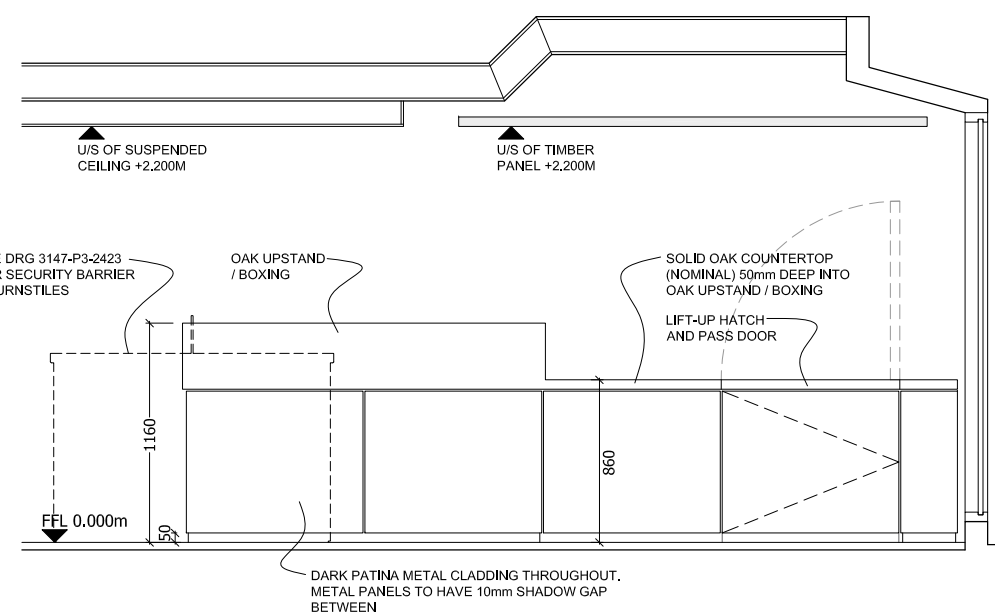 U/S OF SUSPENDED
CEILING +2.200M
U/S OF TIMBER
PANEL +2.200M
DRG 3147-P3-2423
SECURITY BARRIER
OAK UPSTAND
/ BOXING
SOLID OAK COUNTERTOP
(NOMINAL) 50mm DEEP INTO
OAK UPSTAND / BOXING
LIFT-UP HATCH
AND PASS DOOR
1160
860
FFL 0.000m
50
DARK PATINA METAL CLADDING THROUGHOUT.
METAL PANELS TO HAVE 10mm SHADOW GAP
BETWEEN